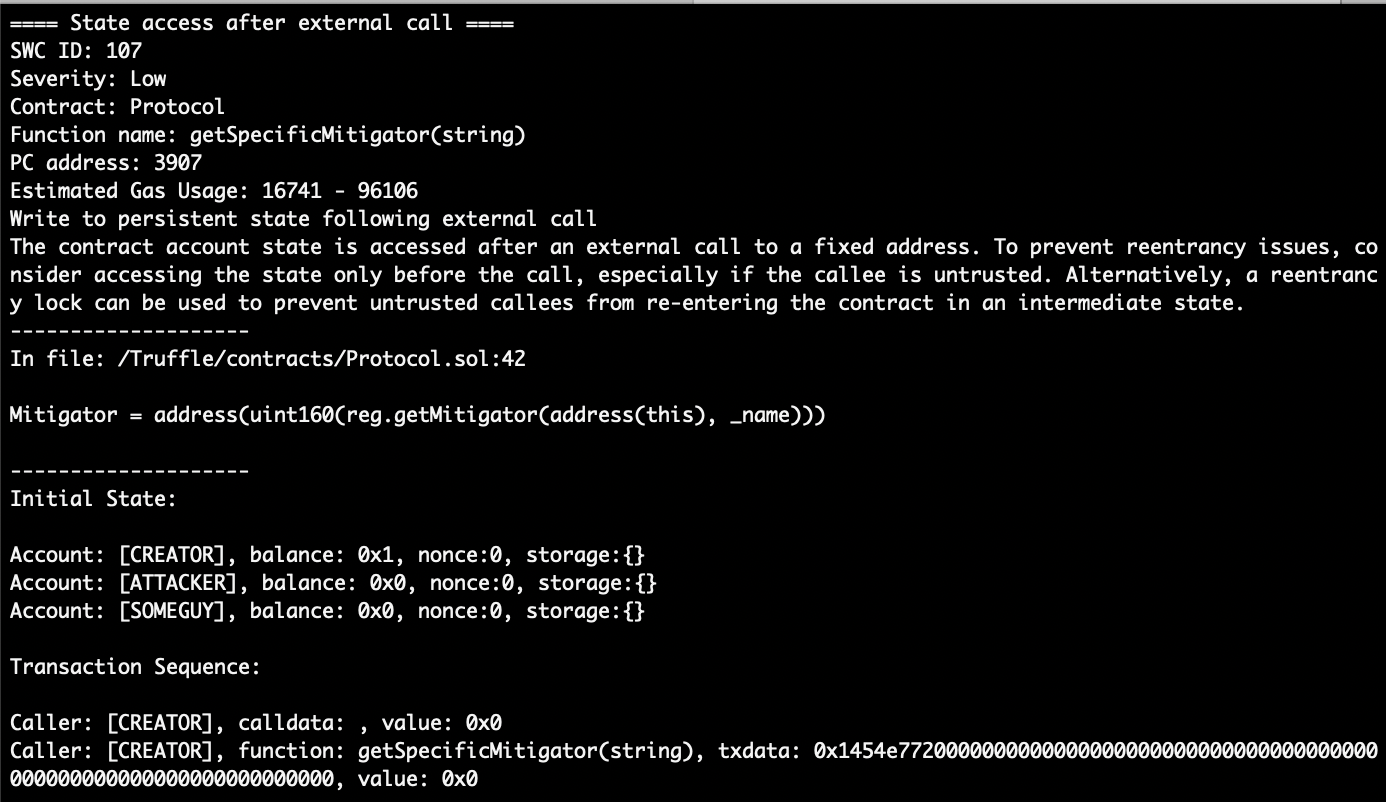 ==== State access after external call ====
SWC ID: 107
Severity: Low
Contract: Protocol
Function name: getSpecificMitigator(string)
PC address: 3907
Estimated Gas Usage: 16741 - 96106
Write to persistent state following external call
The contract account state is accessed after an external call to a fixed address. To prevent reentrancy issues, co
nsider accessing the state only before the call, especially if the callee is untrusted. Alternatively, a reentranc
y lock can be used to prevent untrusted callees from re-entering the contract in an intermediate state.
--------------------
In file: /Truffle/contracts/Protocol.sol:42
Mitigator = address(uint160(reg.getMitigator(address(this), _name)))
--------------------
Initial State:
Account: [CREATOR], balance: 0x1, nonce:0, storage:{}
Account: [ATTACKER], balance: 0x0, nonce:0, storage:{}
Account: [SOMEGUY], balance: 0x0, nonce:0, storage:{}
Transaction Sequence:
Caller: [CREATOR], calldata: , value: 0x0
Caller: [CREATOR], function: getSpecificMitigator(string), txdata: 0x1454e7720000000000000000000000000000000000000
000000000000000000000000000, value: 0x0